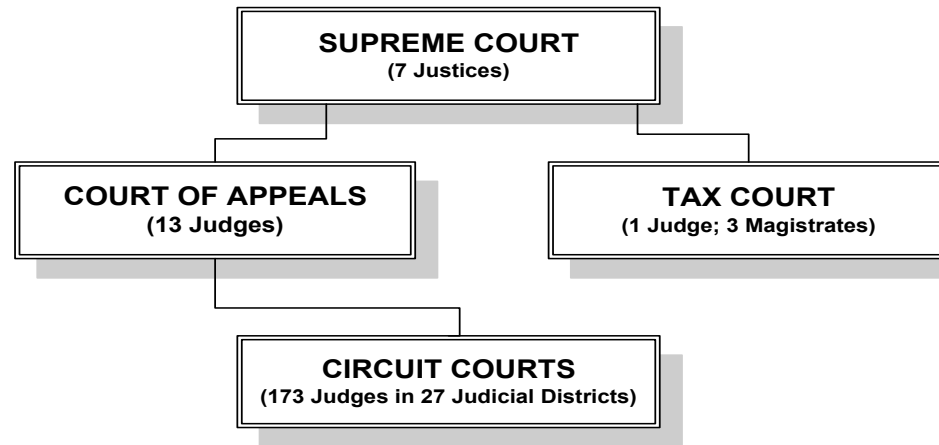 SUPREME COURT
(7 Justices)
COURT OF APPEALS
(13 Judges)
TAX COURT
(1 Judge; 3 Magistrates)
CIRCUIT COURTS
(173 Judges in 27 Judicial Districts)